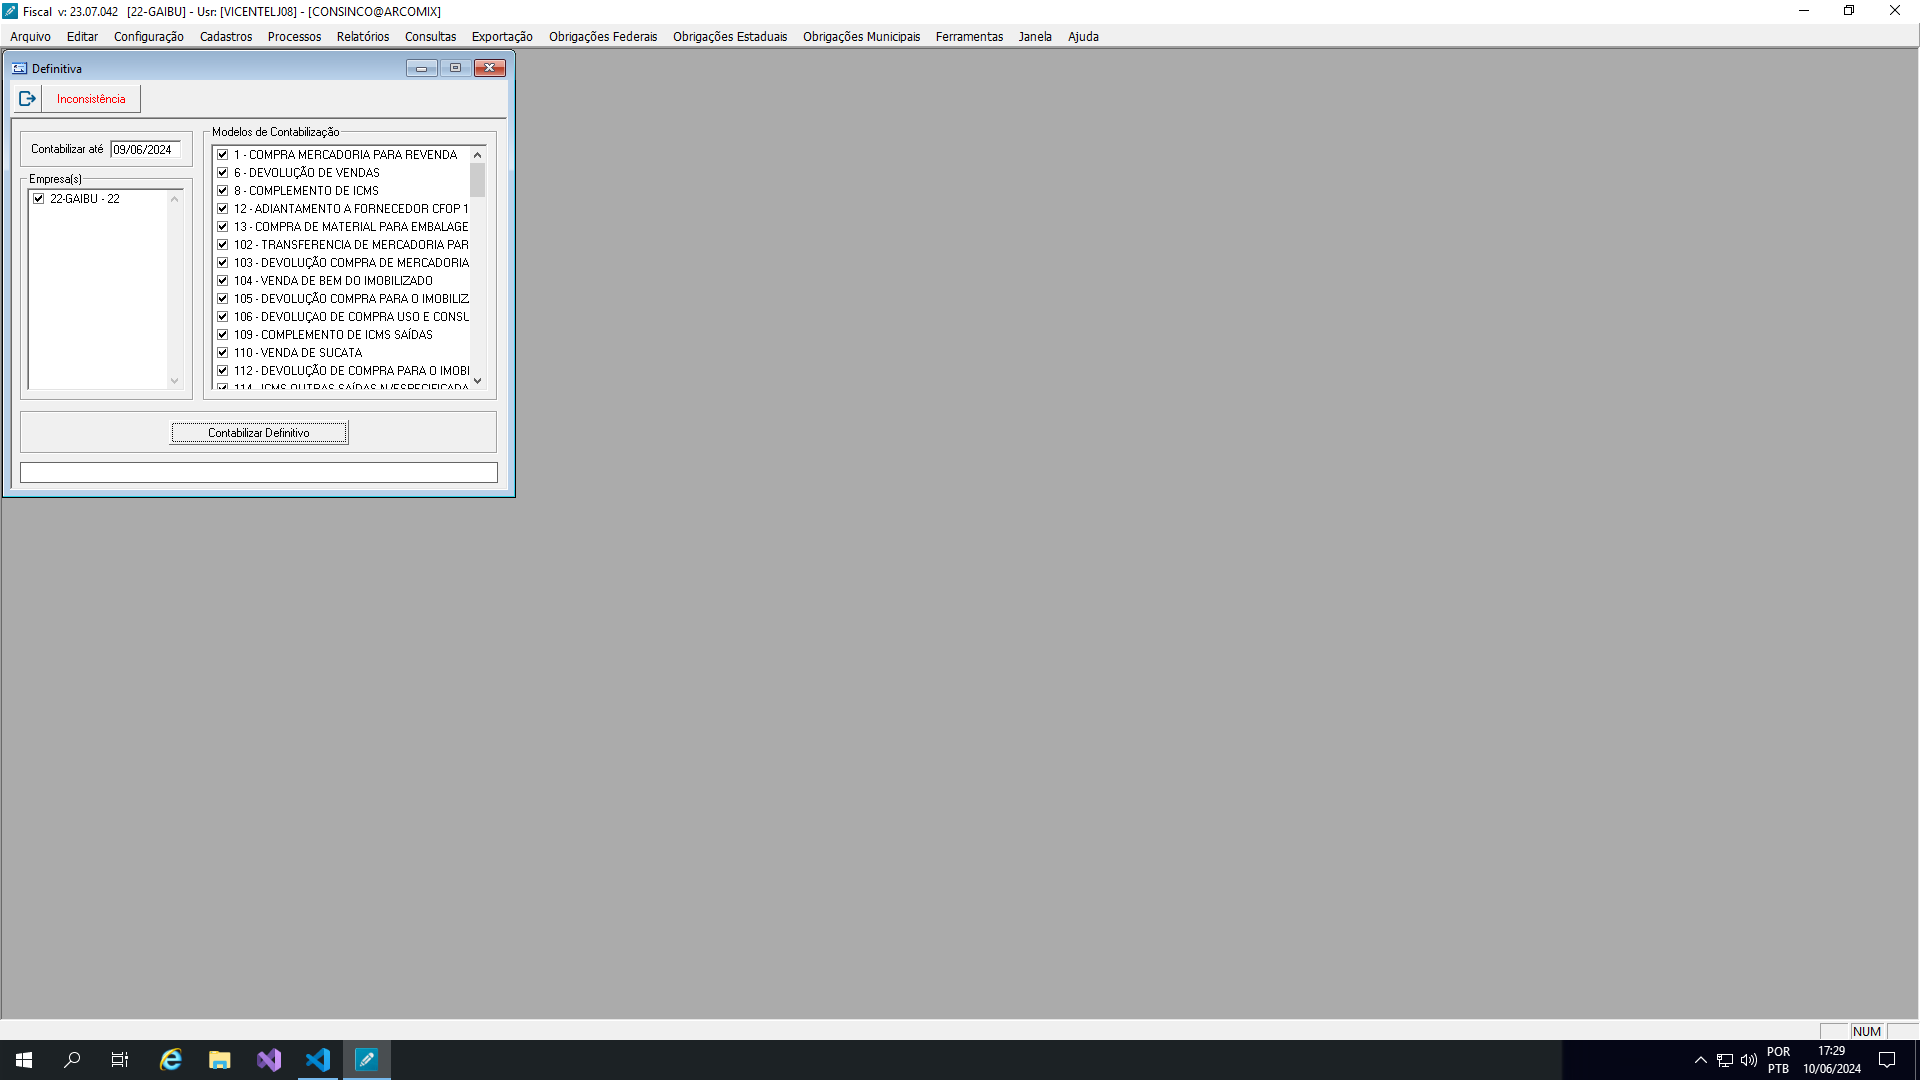 Fiscal v: 23.07.042 [22-GAIBU] - Usr: [VICENTELJ08] - [CONSINCO@ARCOMIX]
Arquivo Editar Configuração Cadastros Processos Relatórios Consultas Exportação Obrigações Federais Obrigações Estaduais Obrigações Municipais Ferramentas Janela Ajuda
Definitiva
Inconsistência
Contabilizar até 09/06/2024
Empresa(s)
22-GAIBU - 22
Modelos de Contabilização
1 - COMPRA MERCADORIA PARA REVENDA
6 - DEVOLUÇÃO DE VENDAS
8 - COMPLEMENTO DE ICMS
12 - ADIANTAMENTO A FORNECEDOR CFOP 1
13 - COMPRA DE MATERIAL PARA EMBALAGE
102 - TRANSFERENCIA DE MERCADORIA PAR
103 - DEVOLUÇÃO COMPRA DE MERCADORIA
104 - VENDA DE BEM DO IMOBILIZADO
105 - DEVOLUÇÃO COMPRA PARA O IMOBILIZ
106 - DEVOLUÇAO DE COMPRA USO E CONSU
109 - COMPLEMENTO DE ICMS SAÍDAS
110 - VENDA DE SUCATA
112 - DEVOLUÇÃO DE COMPRA PARA O IMOBI
114 - ICMS OUTRAS SAÍDAS N/ESPECIFICADA
Contabilizar Definitivo
NUM
POR
PTB
17:29
10/06/2024